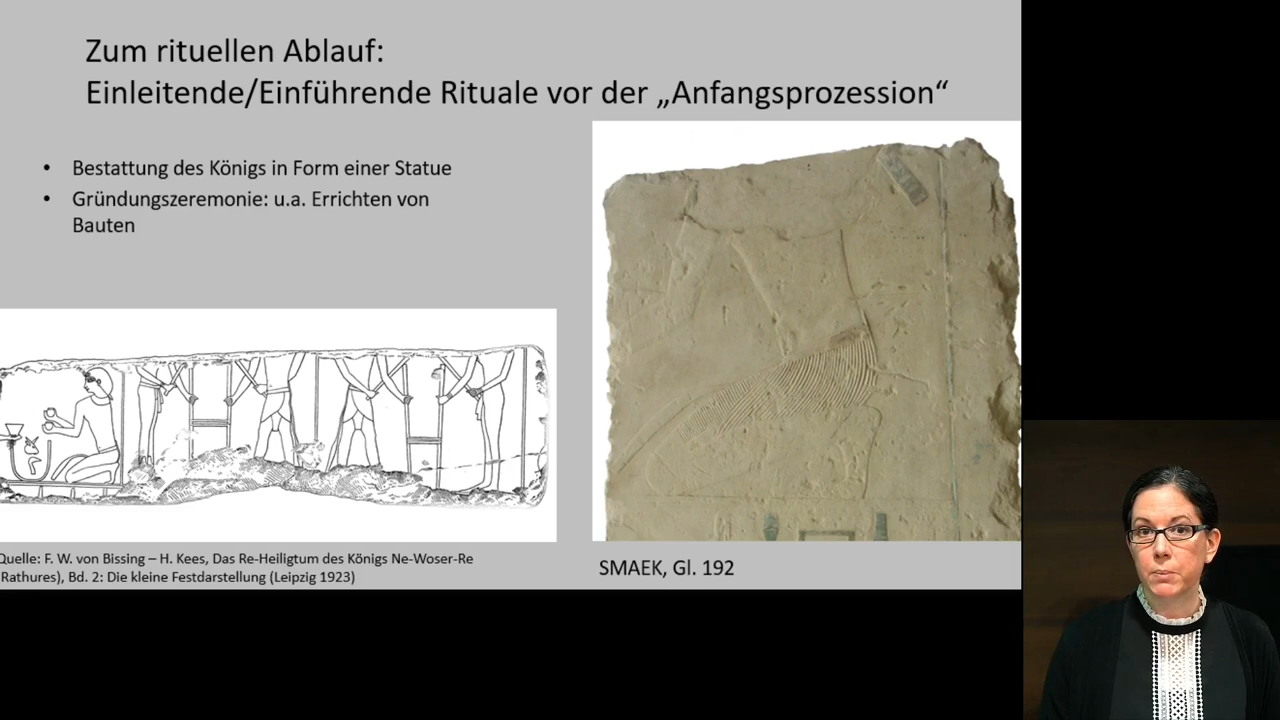 Zum rituellen Ablauf:
Einleitende/Einführende Rituale vor der „Anfangsprozession“
• Bestattung des Königs in Form einer Statue
• Gründungszeremonie: u.a. Errichten von
Bauten
Quelle: F. W. von Bissing – H. Kees, Das Re-Heiligtum des Königs Ne-Woser-Re
(Rathures), Bd. 2: Die kleine Festdarstellung (Leipzig 1923)
SMAEK, Gl. 192